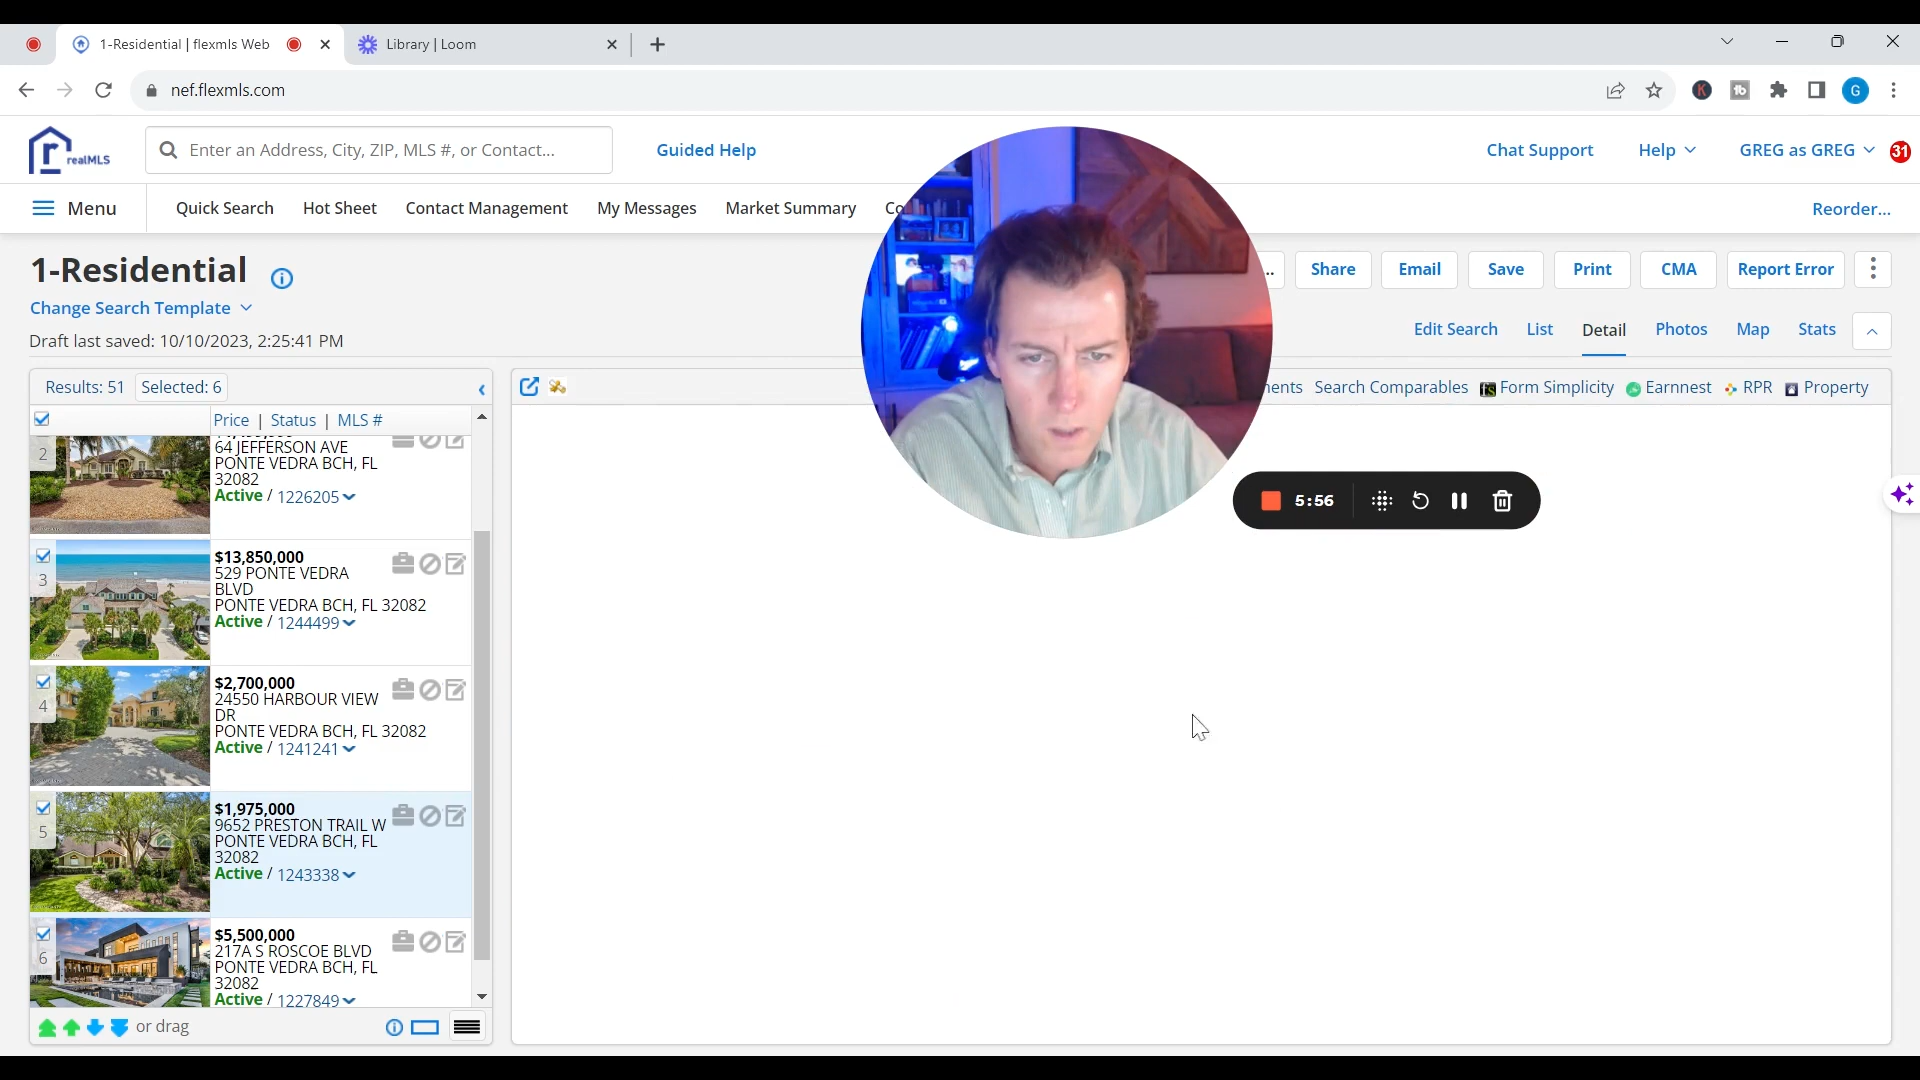 1-Residential | flexmls Web
Library | Loom
nef.flexmls.com
realMLS
Enter an Address, City, ZIP, MLS #, or Contact...
Guided Help
Chat Support
Help
GREG as GREG
31
Menu
Quick Search
Hot Sheet
Contact Management
My Messages
Market Summary
Reorder...
1-Residential
Change Search Template
Draft last saved: 10/10/2023, 2:25:41 PM
...
Share
Email
Save
Print
CMA
Report Error
Edit Search
List
Detail
Photos
Map
Stats
Results: 51
Selected: 6
Search Comparables
Form Simplicity
Earnnest
RPR
Property
Price | Status | MLS #
2
64 JEFFERSON AVE
PONTE VEDRA BCH, FL
32082
Active / 1226205
3
$13,850,000
529 PONTE VEDRA
BLVD
PONTE VEDRA BCH, FL 32082
Active / 1244499
4
$2,700,000
24550 HARBOUR VIEW
DR
PONTE VEDRA BCH, FL 32082
Active / 1241241
5
$1,975,000
9652 PRESTON TRAIL W
PONTE VEDRA BCH, FL
32082
Active / 1243338
6
$5,500,000
217A S ROSCOE BLVD
PONTE VEDRA BCH, FL
32082
Active / 1227849
or drag
5:56
K
tb
G
fs